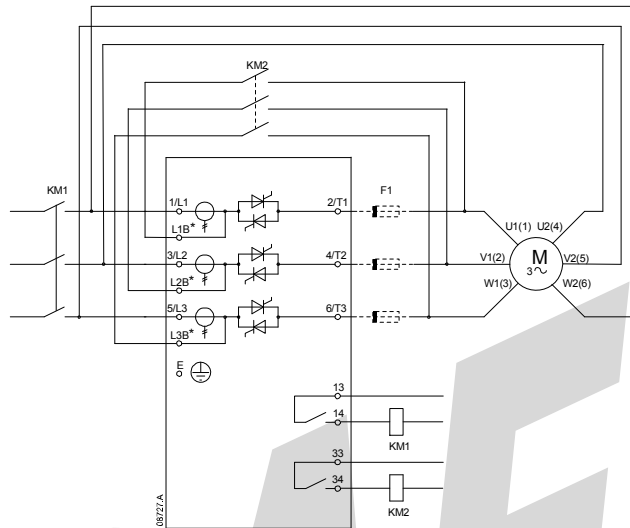 KM2
KM1
1/L1
2/T1
F1
U1(1)
U2(4)
L1B*
3/L2
4/T2
V1(2)
M
3~
V2(5)
L2B*
W1(3)
W2(6)
5/L3
6/T3
L3B*
E
13
14
KM1
33
34
KM2
08727.A